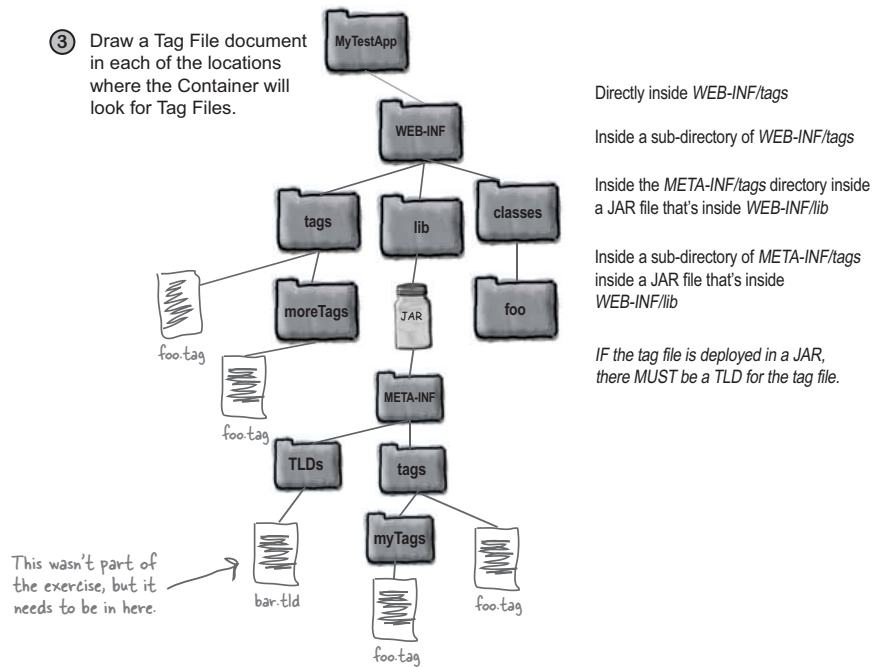 3 Draw a Tag File document
in each of the locations
where the Container will
look for Tag Files.
MyTestApp
WEB-INF
Directly inside WEB-INF/tags
Inside a sub-directory of WEB-INF/tags
Inside the META-INF/tags directory inside
a JAR file that's inside WEB-INF/lib
Inside a sub-directory of META-INF/tags
inside a JAR file that's inside
WEB-INF/lib
IF the tag file is deployed in a JAR,
there MUST be a TLD for the tag file.
tags
lib
classes
moreTags
JAR
foo
foo.tag
foo.tag
META-INF
TLDs
tags
myTags
This wasn't part of
the exercise, but it
needs to be in here.
bar.tld
foo.tag
foo.tag